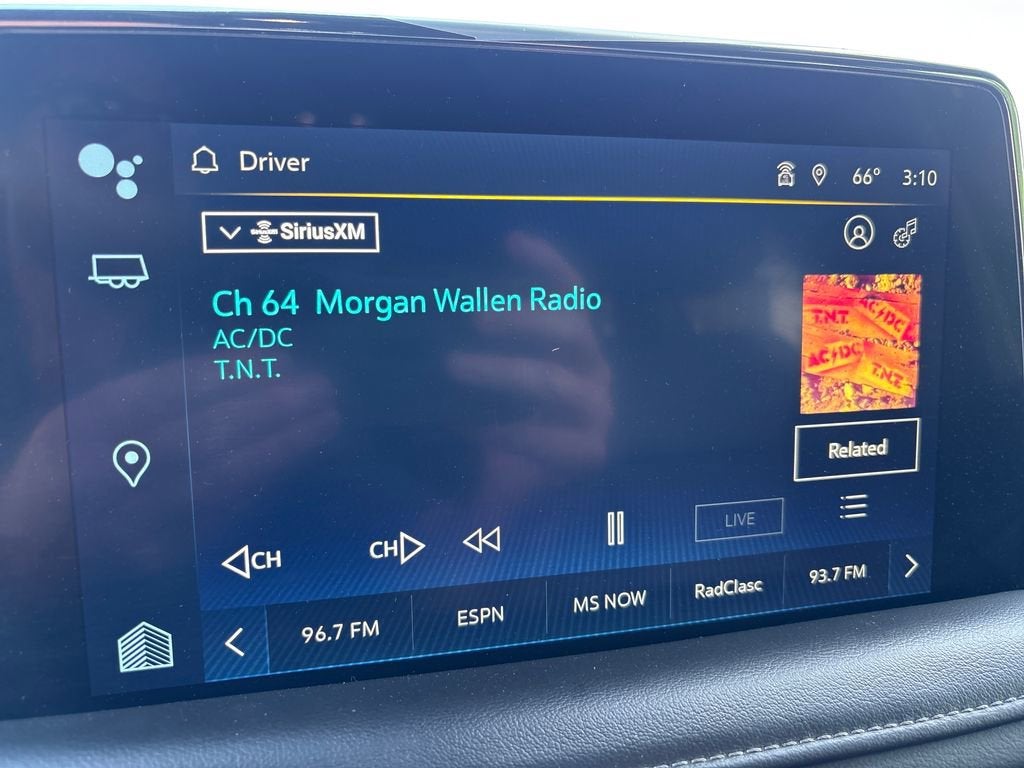 Driver
66° 3:10
SiriusXM
Ch 64 Morgan Wallen Radio
AC/DC
T.N.T.
T.N.T. AC/DC
AC/DC T.N.T.
Related
CH CH LIVE
96.7 FM ESPN MS NOW RadClasc 93.7 FM